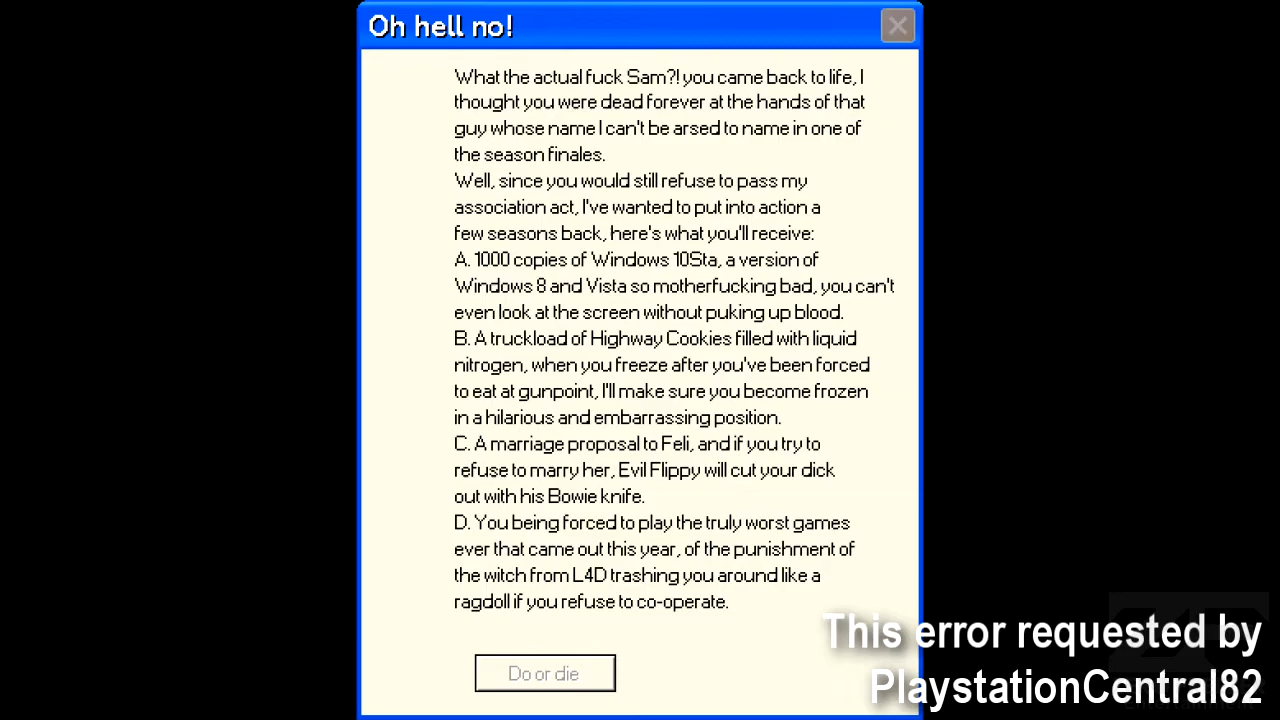 Oh hell no!
What the actual fuck Sam?! you came back to life, I
thought you were dead forever at the hands of that
guy whose name I can't be arsed to name in one of
the season finales.
Well, since you would still refuse to pass my
association act, I've wanted to put into action a
few seasons back, here's what you'll receive:
A. 1000 copies of Windows 10Sta, a version of
Windows 8 and Vista so motherfucking bad, you can't
even look at the screen without puking up blood.
B. A truckload of Highway Cookies filled with liquid
nitrogen, when you freeze after you've been forced
to eat at gunpoint, I'll make sure you become frozen
in a hilarious and embarrassing position.
C. A marriage proposal to Feli, and if you try to
refuse to marry her, Evil Flippy will cut your dick
out with his Bowie knife.
D. You being forced to play the truly worst games
ever that came out this year, of the punishment of
the witch from L4D trashing you around like a
ragdoll if you refuse to co-operate.
Do or die
This error requested by
PlaystationCentral82